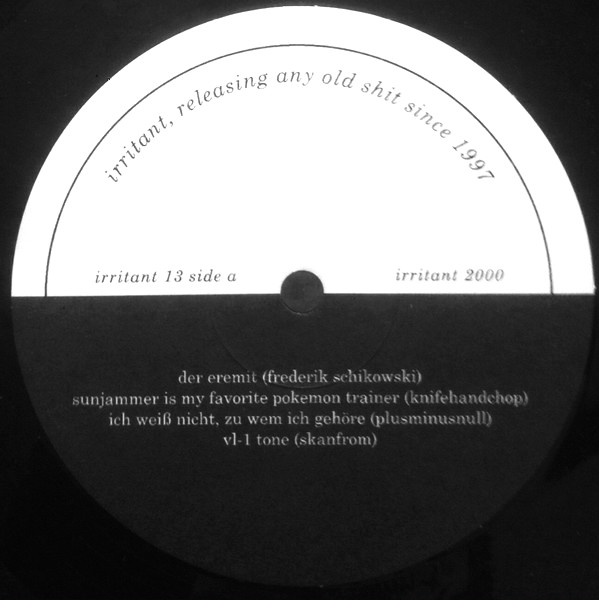 irritant, releasing any old shit since 1997
irritant 13 side a
irritant 2000
der eremit (frederik schikowski)
sunjammer is my favorite pokemon trainer (knifehandchop)
ich weiß nicht, zu wem ich gehöre (plusminusnull)
vl-1 tone (skanfrom)